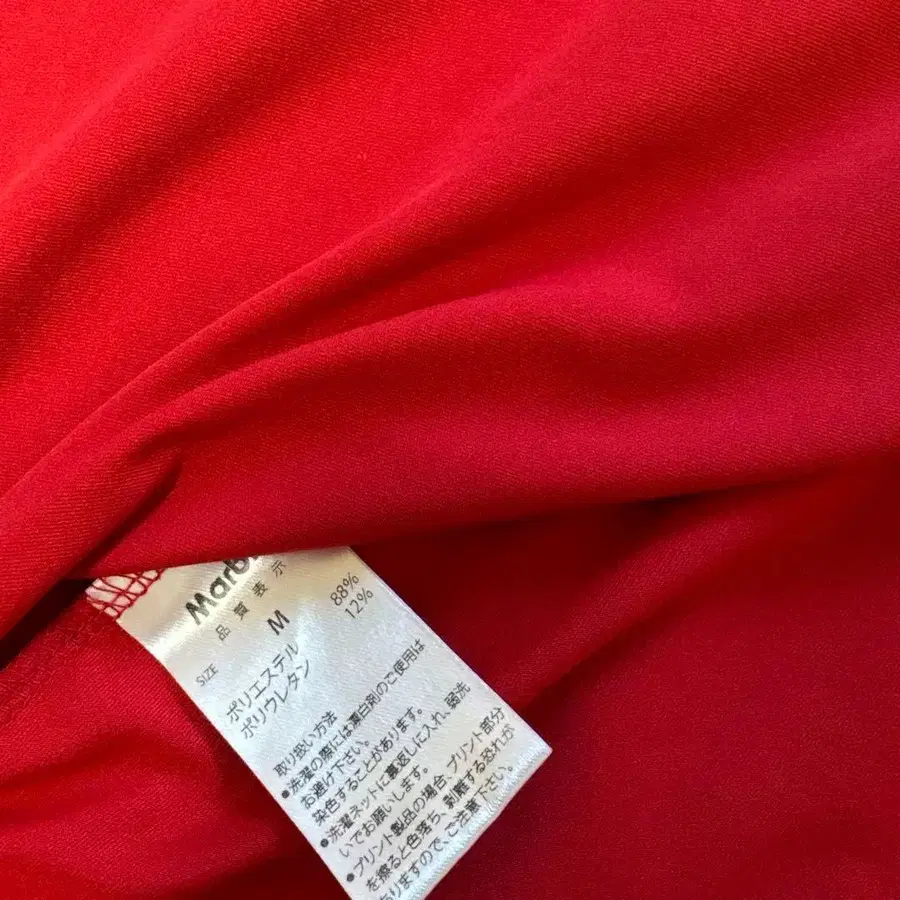 Marb
品質表示
SIZE M
ポリエステル 88%
ポリウレタン 12%
取り扱い方法
●洗濯の際には漂白剤のご使用は
お避け下さい。
染色することがあります。
●洗濯ネットに裏返しに入れ、弱洗
いでお願いします。
●プリント製品の場合、プリント部分
を擦ると色落ち、剥離する恐れが
ありますので、ご注意下さい。